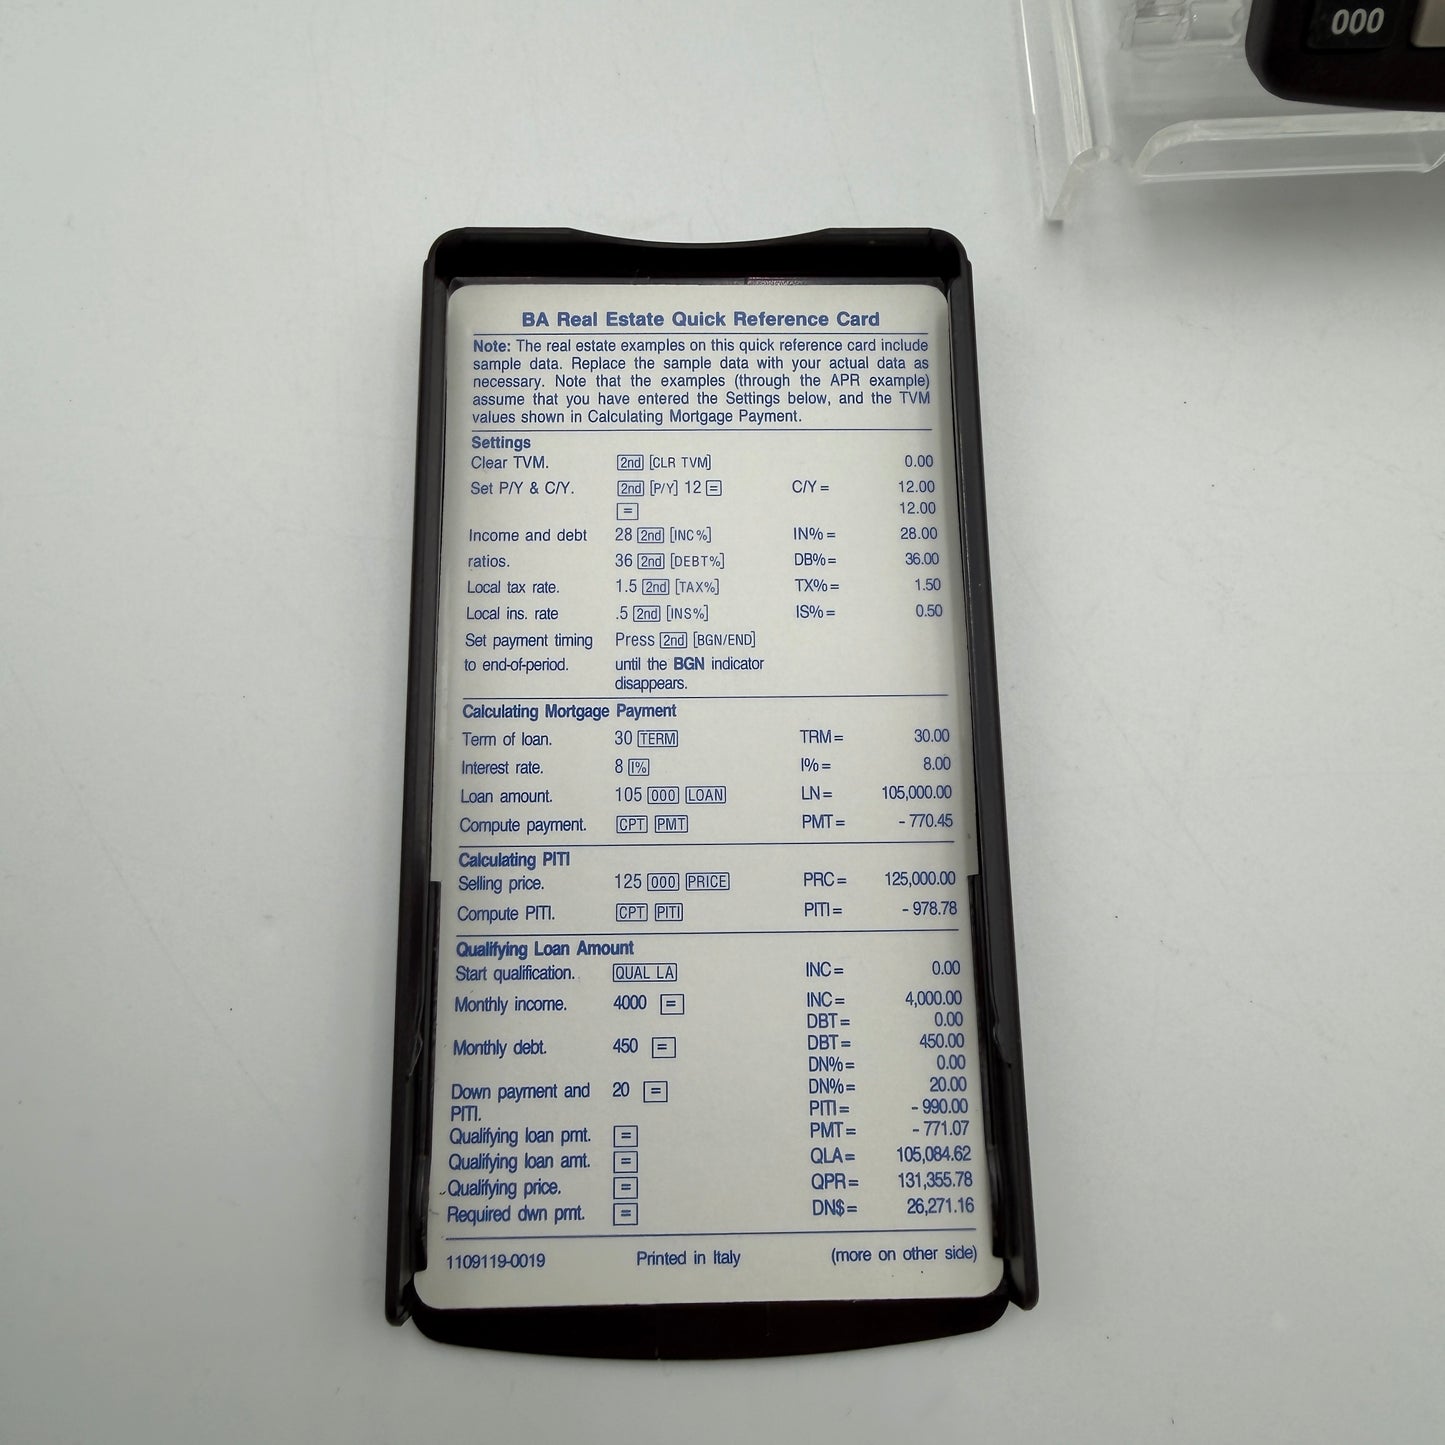 000
BA Real Estate Quick Reference Card
Note: The real estate examples on this quick reference card include
sample data. Replace the sample data with your actual data as
necessary. Note that the examples (through the APR example)
assume that you have entered the Settings below, and the TVM
values shown in Calculating Mortgage Payment.
Settings
Clear TVM. 2nd [CLR TVM] 0.00
Set P/Y & C/Y. 2nd [P/Y] 12 = C/Y = 12.00
= 12.00
Income and debt 28 2nd [INC%] IN% = 28.00
ratios. 36 2nd [DEBT%] DB% = 36.00
Local tax rate. 1.5 2nd [TAX%] TX% = 1.50
Local ins. rate .5 2nd [INS%] IS% = 0.50
Set payment timing Press 2nd [BGN/END]
to end-of-period. until the BGN indicator
disappears.
Calculating Mortgage Payment
Term of loan. 30 TERM TRM = 30.00
Interest rate. 8 I% I% = 8.00
Loan amount. 105 000 LOAN LN = 105,000.00
Compute payment. CPT PMT PMT = - 770.45
Calculating PITI
Selling price. 125 000 PRICE PRC = 125,000.00
Compute PITI. CPT PITI PITI = - 978.78
Qualifying Loan Amount
Start qualification. QUAL LA INC = 0.00
Monthly income. 4000 = INC = 4,000.00
DBT = 0.00
Monthly debt. 450 = DBT = 450.00
DN% = 0.00
Down payment and 20 = DN% = 20.00
PITI. PITI = - 990.00
Qualifying loan pmt. = PMT = - 771.07
Qualifying loan amt. = QLA = 105,084.62
Qualifying price. = QPR = 131,355.78
Required dwn pmt. = DN$ = 26,271.16
1109119-0019 Printed in Italy (more on other side)